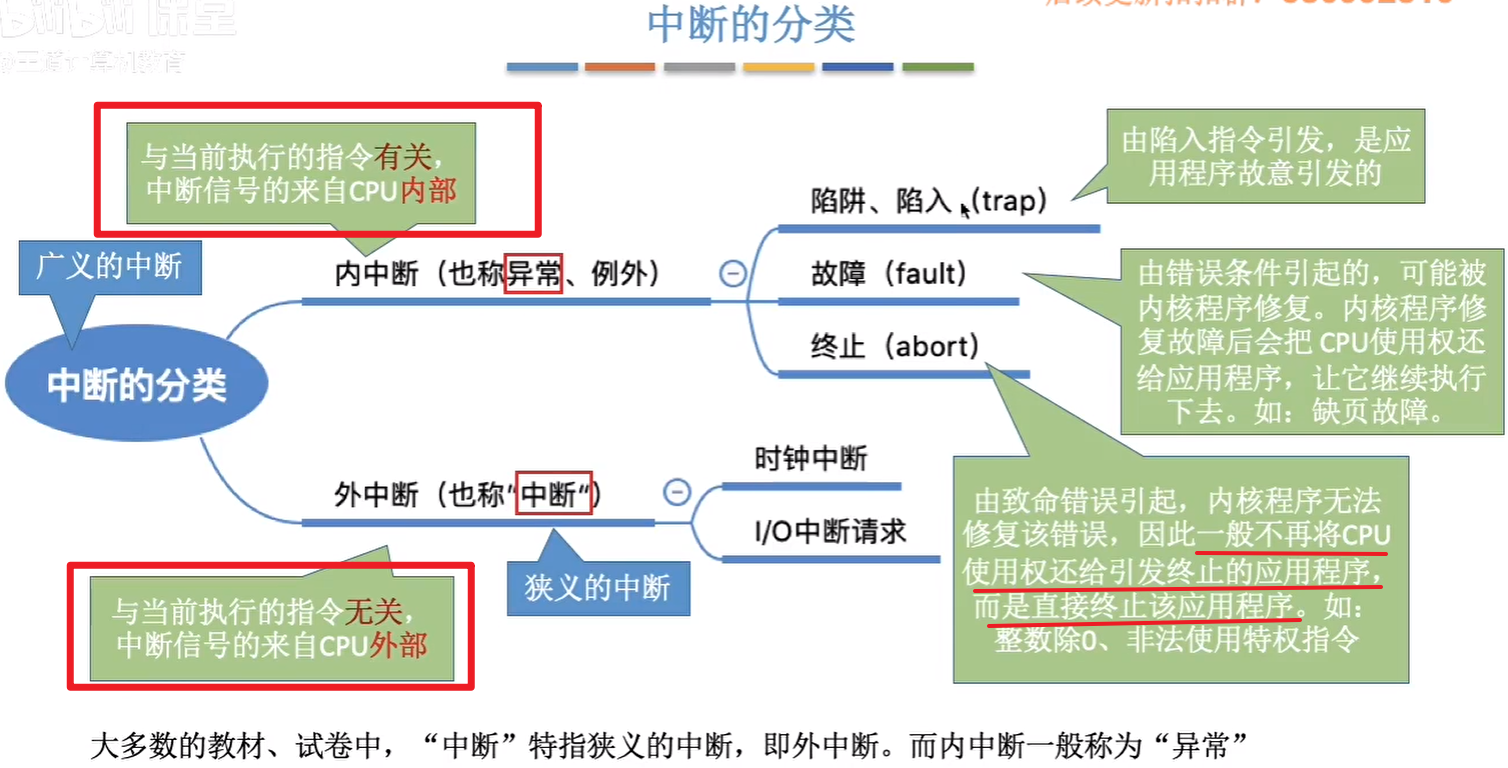 bilibili 课堂
@王道计算机教育
中断的分类
与当前执行的指令有关，
中断信号的来自CPU内部
由陷入指令引发，是应
用程序故意引发的
陷阱、陷入（trap）
广义的中断
内中断（也称异常、例外）
故障（fault）
由错误条件引起的，可能被
内核程序修复。内核程序修
复故障后会把 CPU使用权还
给应用程序，让它继续执行
下去。如：缺页故障。
终止（abort）
中断的分类
时钟中断
外中断（也称“中断“）
I/O中断请求
由致命错误引起，内核程序无法
修复该错误，因此一般不再将CPU
使用权还给引发终止的应用程序，
而是直接终止该应用程序。如：
整数除0、非法使用特权指令
狭义的中断
与当前执行的指令无关，
中断信号的来自CPU外部
大多数的教材、试卷中，“中断”特指狭义的中断，即外中断。而内中断一般称为“异常”